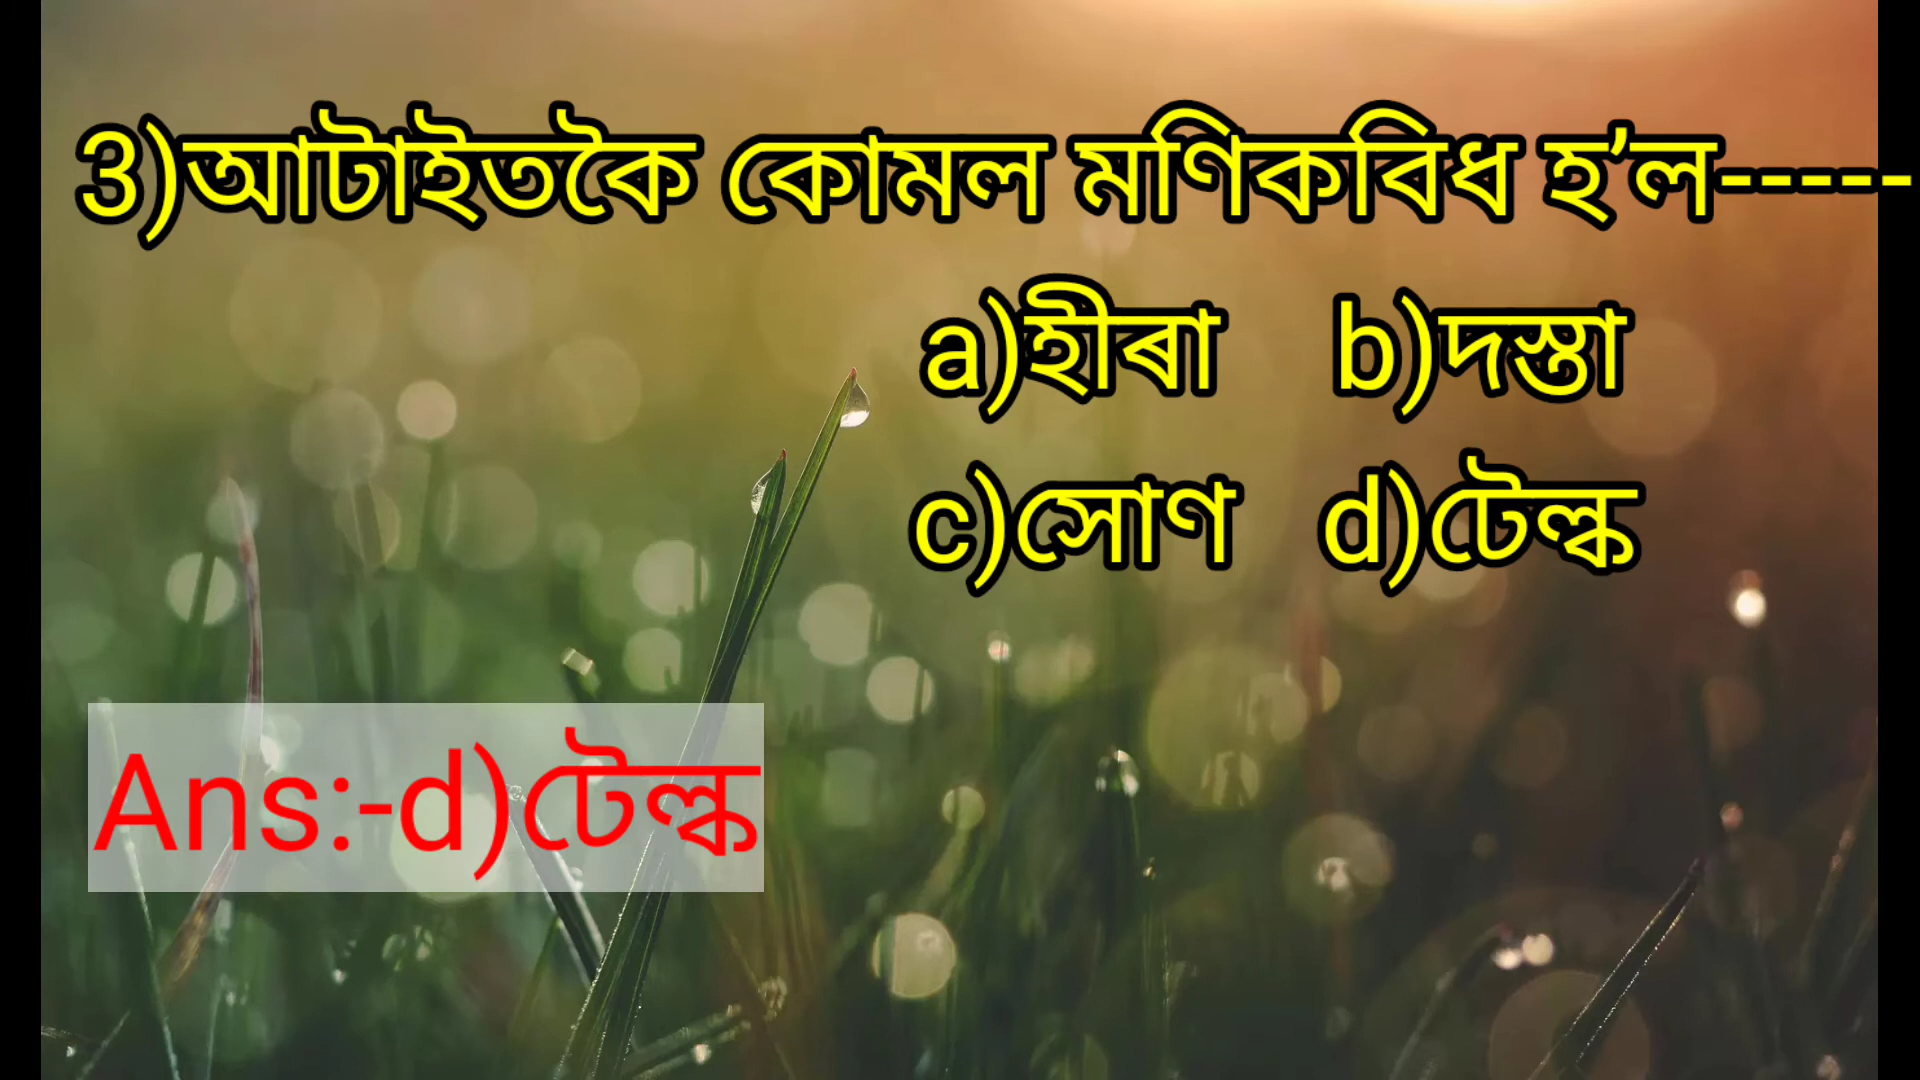 3)আটাইতকৈ কোমল মণিকবিধ হ’ল-----
a)হীৰা b)দস্তা
c)সোণ d)টেল্ক
Ans:-d)টেল্ক